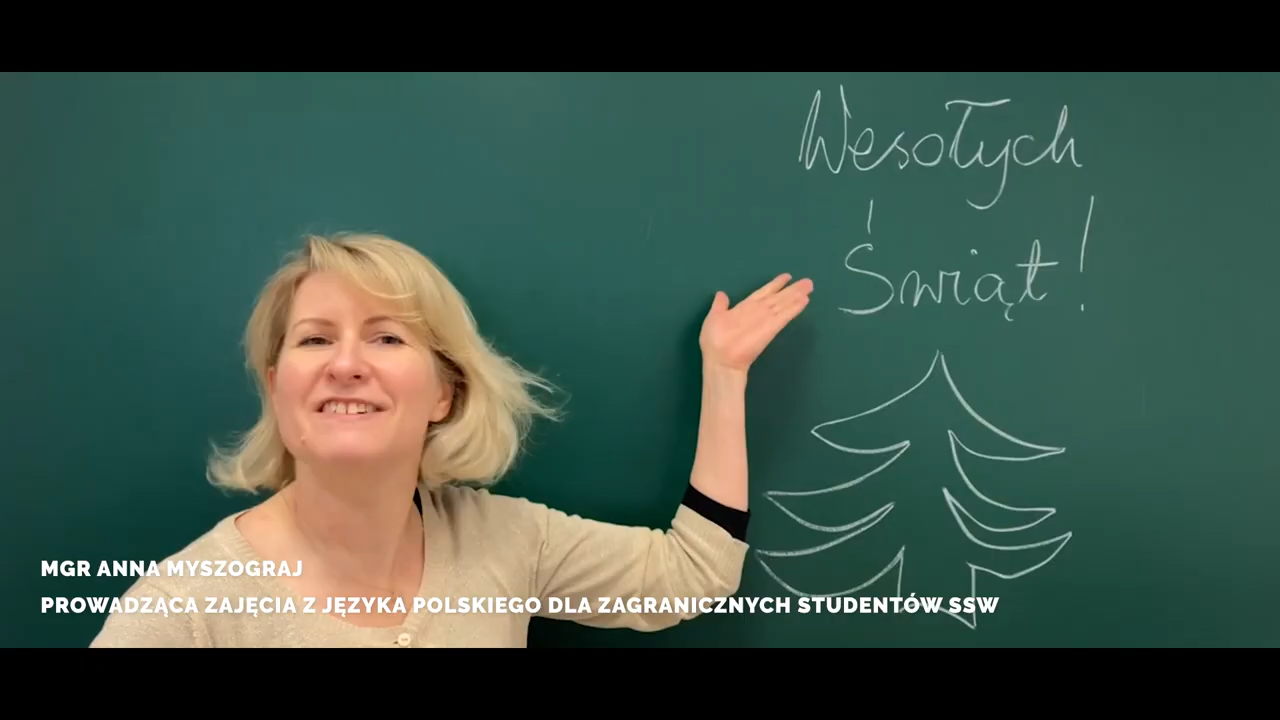 Wesołych
Świąt!
MGR ANNA MYSZOGRAJ
PROWADZĄCA ZAJĘCIA Z JĘZYKA POLSKIEGO DLA ZAGRANICZNYCH STUDENTÓW SSW